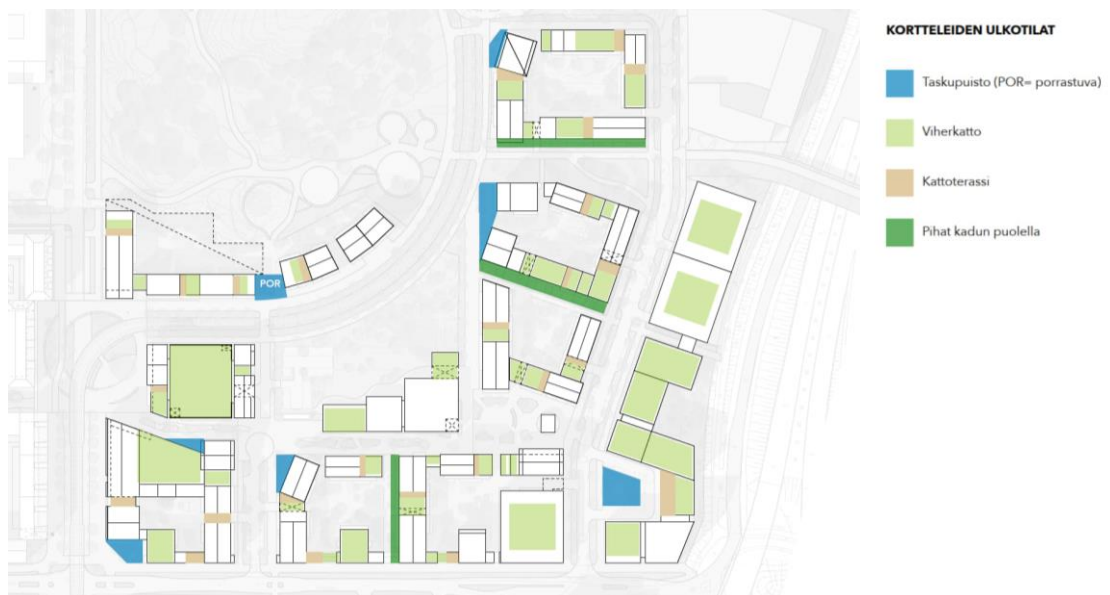 KORTTELEIDEN ULKOTILAT
Taskupuisto (POR= porrastuva)
Viherkatto
Kattoterassi
Pihat kadun puolella
POR